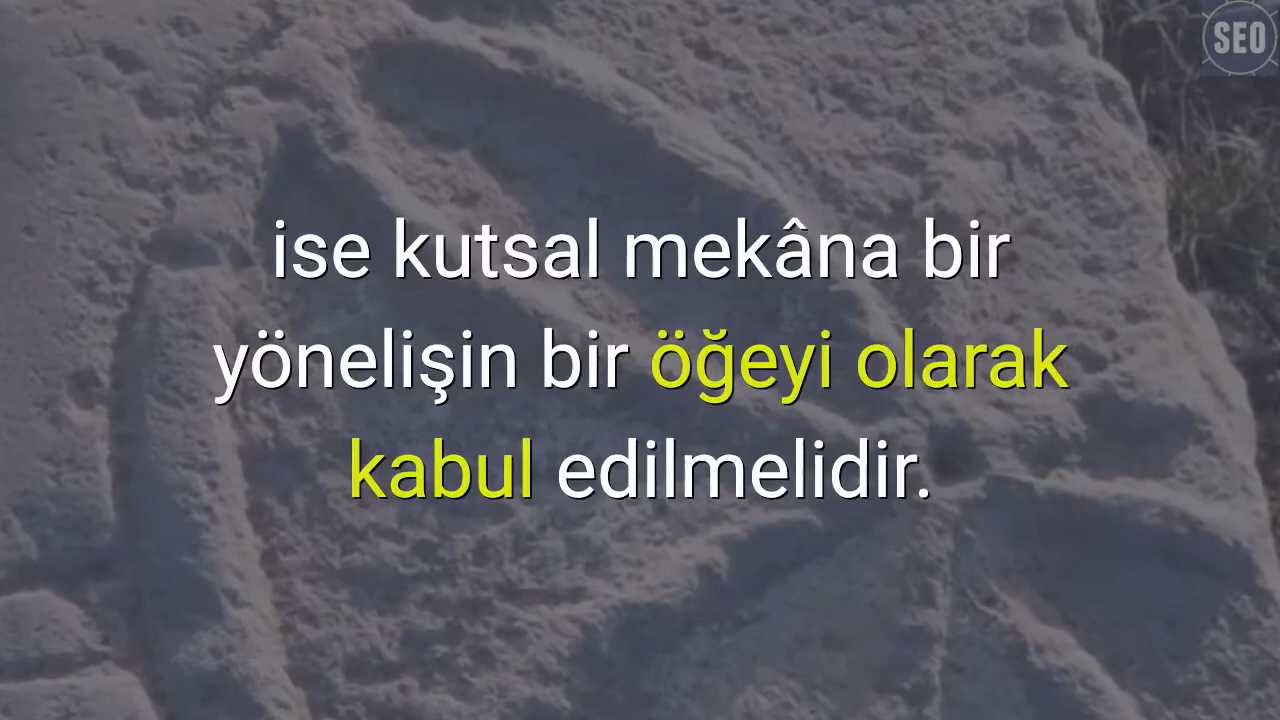 SEO
ise kutsal mekâna bir
yönelişin bir öğeyi olarak
kabul edilmelidir.